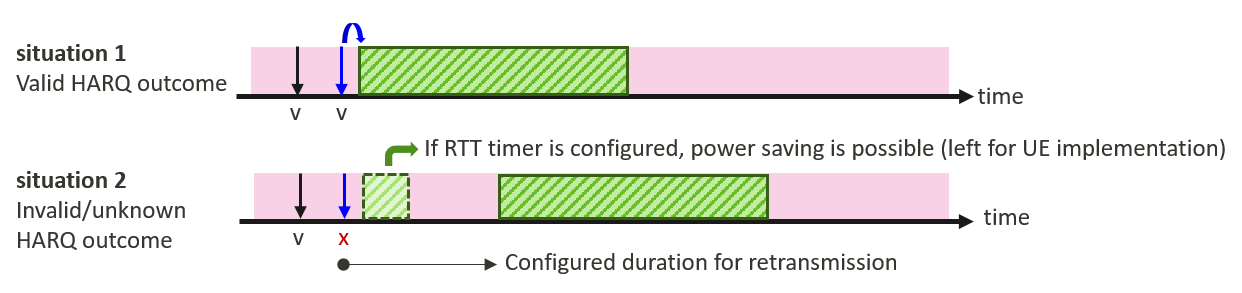 situation 1
Valid HARQ outcome
v
v
time
If RTT timer is configured, power saving is possible (left for UE implementation)
situation 2
Invalid/unknown
HARQ outcome
v
x
time
Configured duration for retransmission